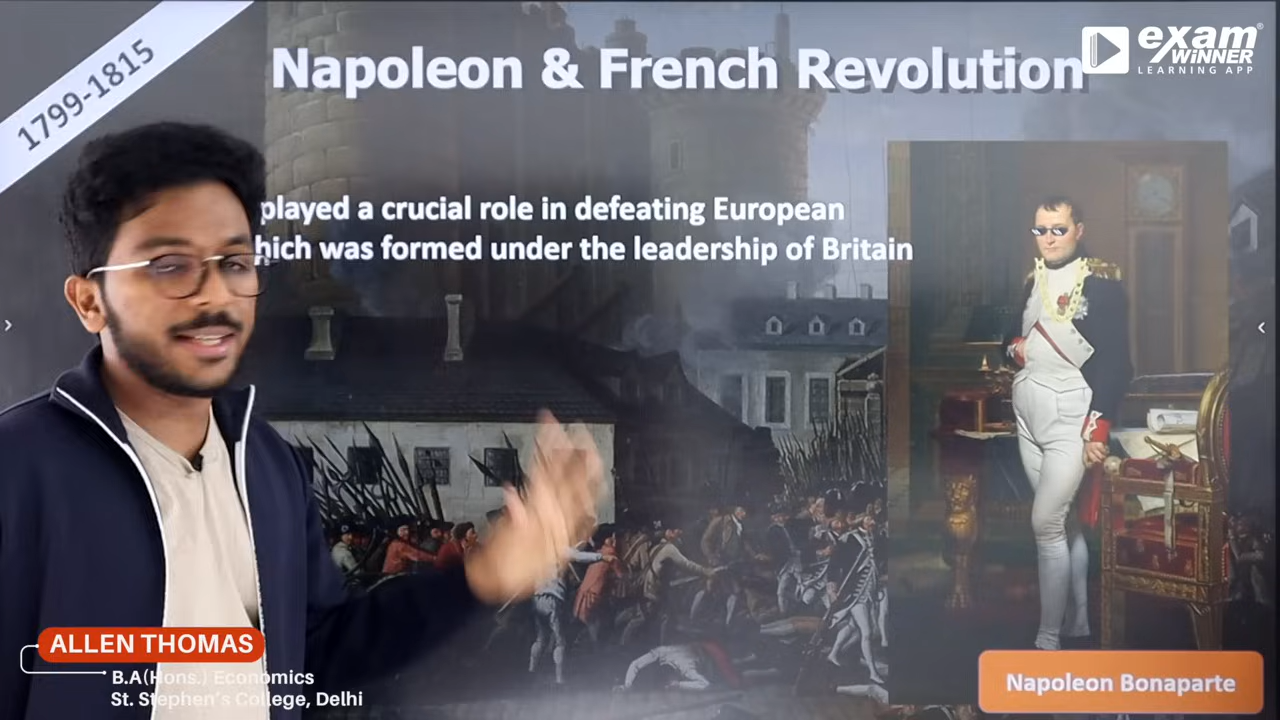 1799-1815
Napoleon & French Revolution
exam
WiNNER
LEARNING APP
played a crucial role in defeating European
which was formed under the leadership of Britain
ALLEN THOMAS
B.A(Hons.) Economics
St. Stephen's College, Delhi
Napoleon Bonaparte